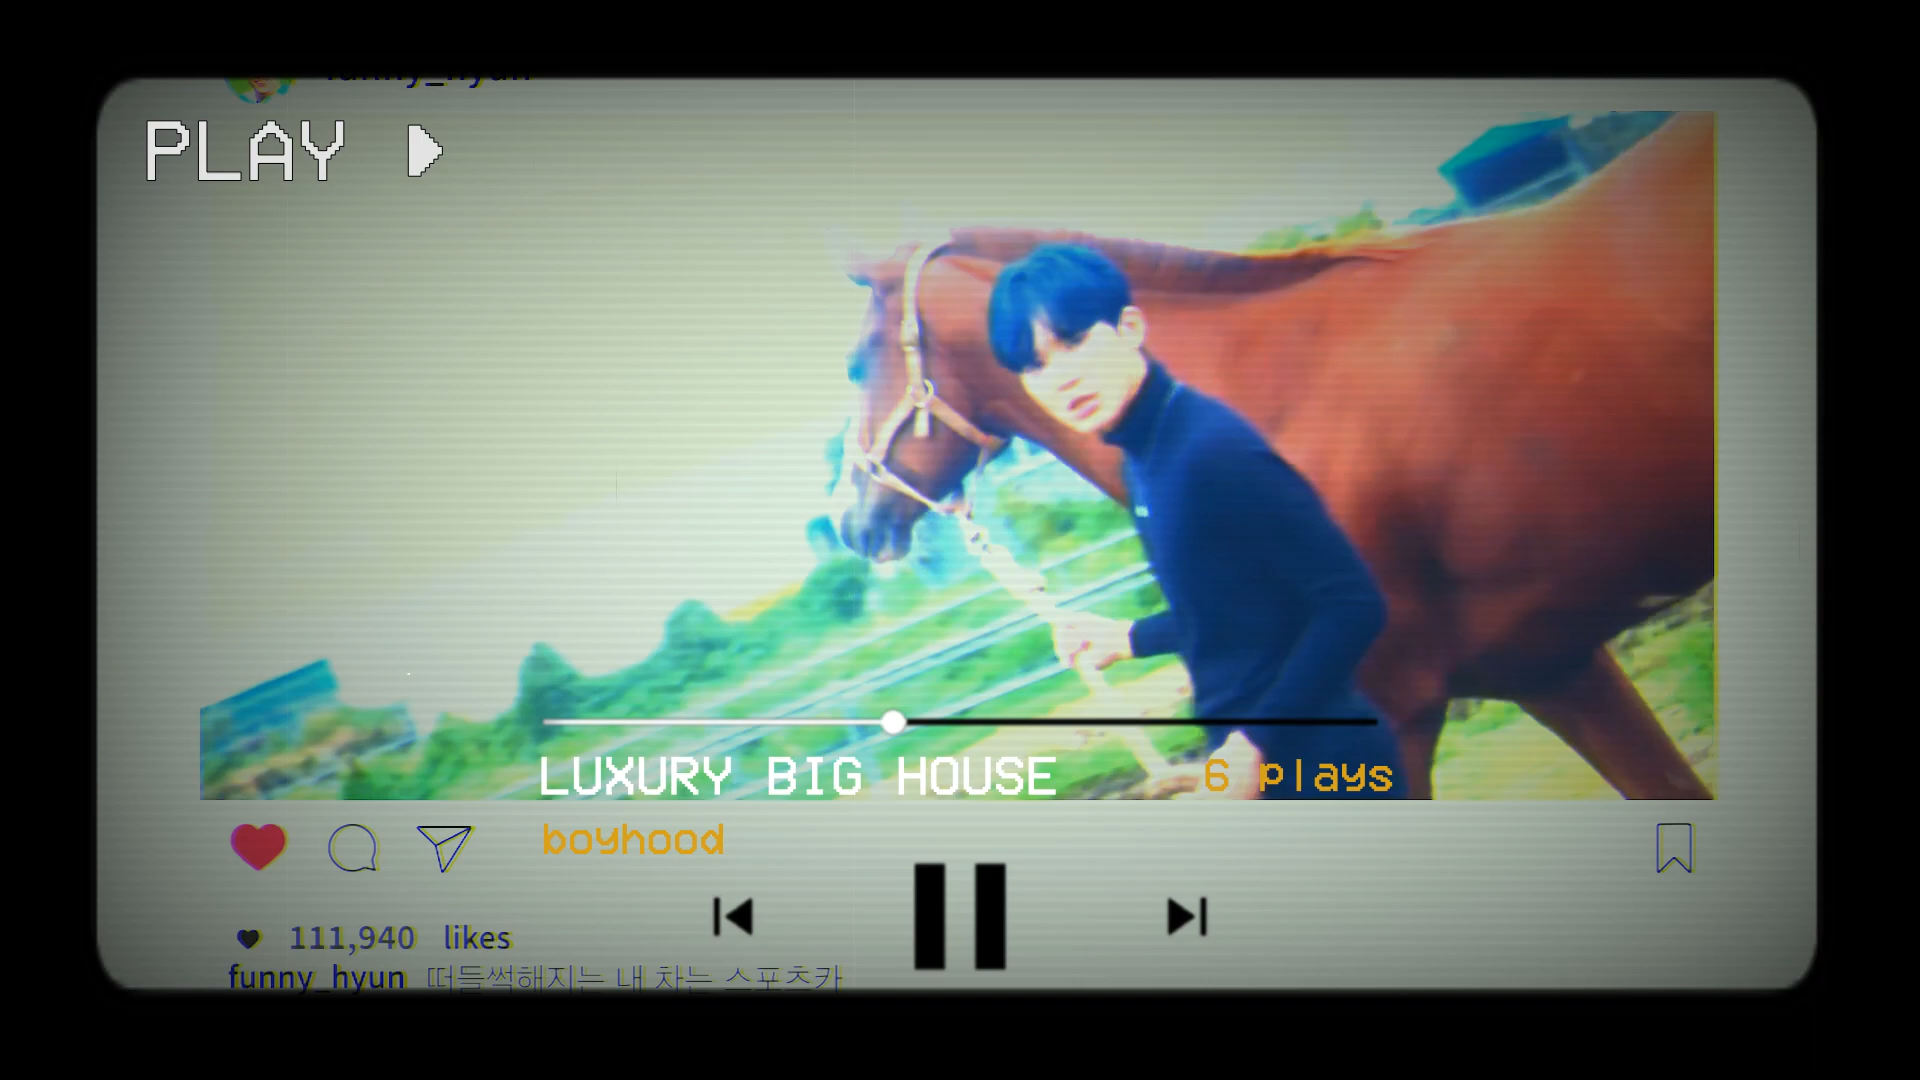 funny_hyun
PLAY
LUXURY BIG HOUSE
6 plays
boyhood
111,940 likes
funny_hyun 떠들썩해지는 내 차는 스포츠카